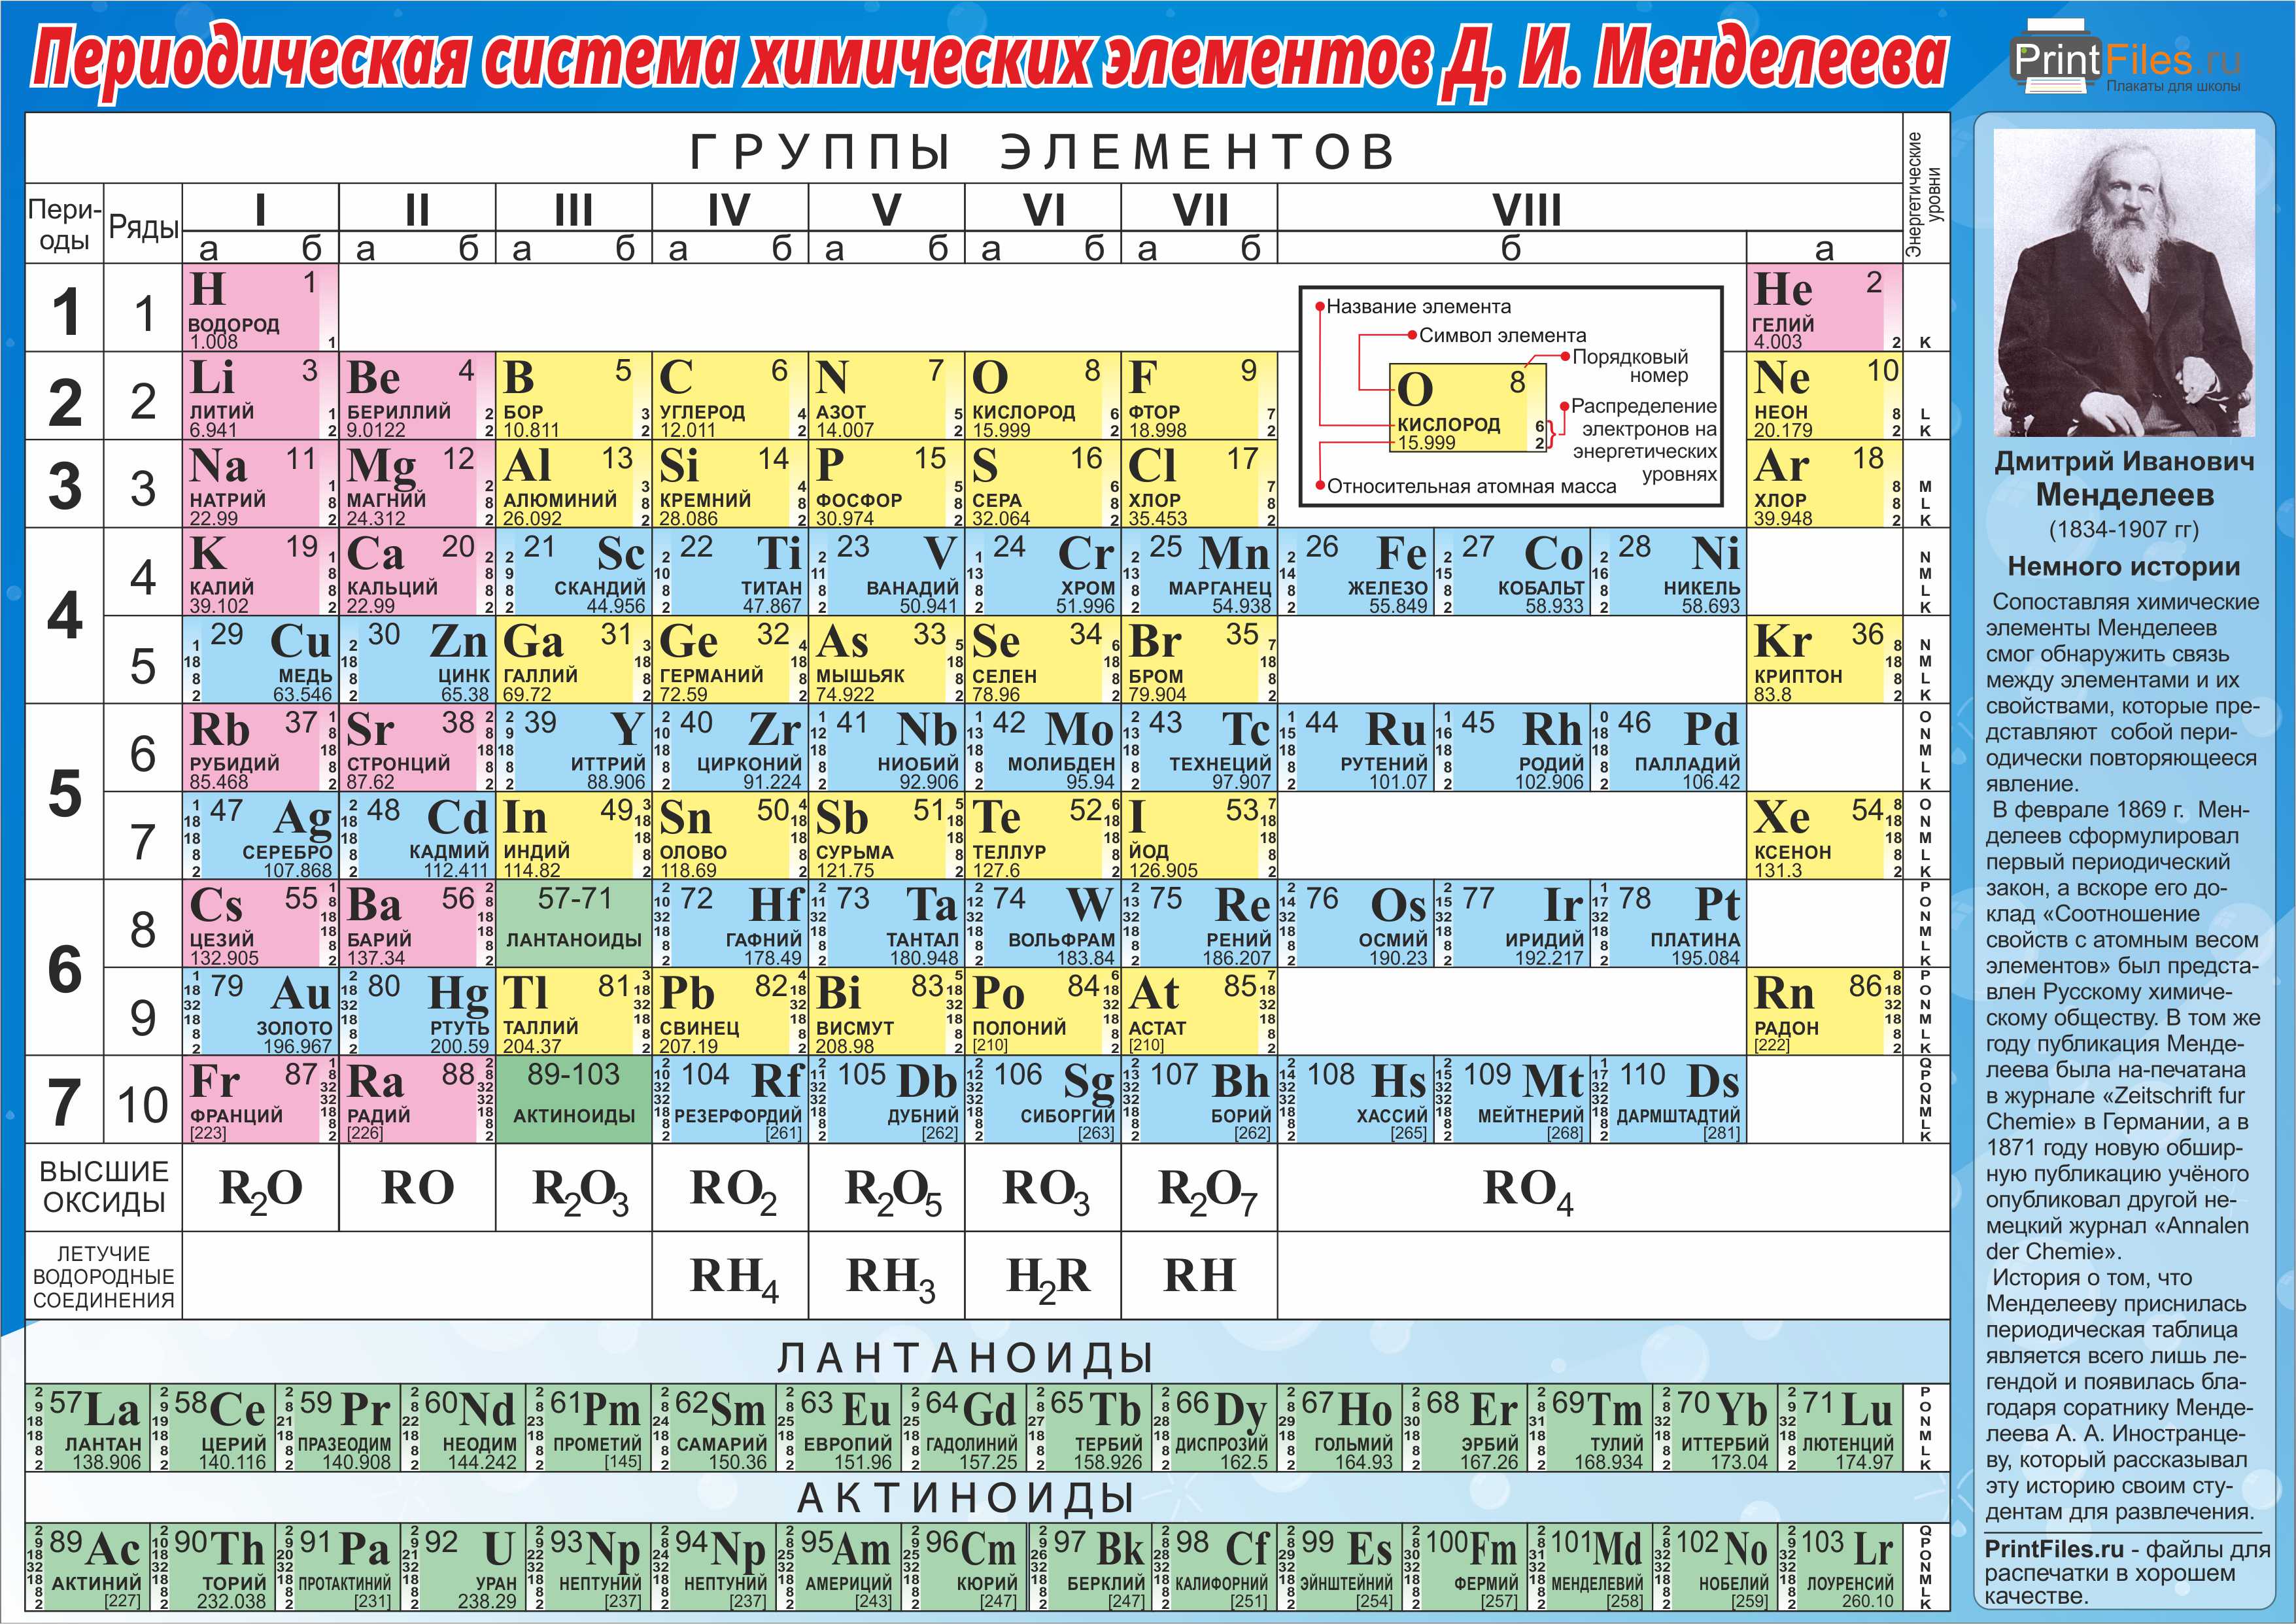 Периодическая система химических элементов Д. И. Менделеева
PrintFiles.ru
Плакаты для школы
ГРУППЫ ЭЛЕМЕНТОВ
Энергетические уровни
Пери-
оды
Ряды
I II III IV V VI VII VIII
а б а б а б а б а б а б а б б а
1 1
H 1 ВОДОРОД 1.008 1
He 2 ГЕЛИЙ 4.003 2
K
Название элемента
Символ элемента
Порядковый
номер
O 8
КИСЛОРОД
15.999
6
2
Распределение
электронов на
энергетических
уровнях
Относительная атомная масса
2 2
Li 3 ЛИТИЙ 6.941 1 2
Be 4 БЕРИЛЛИЙ 9.0122 2 2
B 5 БОР 10.811 3 2
C 6 УГЛЕРОД 12.011 4 2
N 7 АЗОТ 14.007 5 2
O 8 КИСЛОРОД 15.999 6 2
F 9 ФТОР 18.998 7 2
Ne 10 НЕОН 20.179 8 2
L K
3 3
Na 11 НАТРИЙ 22.99 1 8 2
Mg 12 МАГНИЙ 24.312 2 8 2
Al 13 АЛЮМИНИЙ 26.092 3 8 2
Si 14 КРЕМНИЙ 28.086 4 8 2
P 15 ФОСФОР 30.974 5 8 2
S 16 СЕРА 32.064 6 8 2
Cl 17 ХЛОР 35.453 7 8 2
Ar 18 ХЛОР 39.948 8 8 2
M L K
4 4
K 19 КАЛИЙ 39.102 1 8 8 2
Ca 20 КАЛЬЦИЙ 22.99 2 8 8 2
21 Sc СКАНДИЙ 44.956 2 9 8 2
22 Ti ТИТАН 47.867 2 10 8 2
23 V ВАНАДИЙ 50.941 2 11 8 2
24 Cr ХРОМ 51.996 1 13 8 2
25 Mn МАРГАНЕЦ 54.938 2 13 8 2
26 Fe ЖЕЛЕЗО 55.849 2 14 8 2
27 Co КОБАЛЬТ 58.933 2 15 8 2
28 Ni НИКЕЛЬ 58.693 2 16 8 2
N M L K
5
29 Cu МЕДЬ 63.546 1 18 8 2
30 Zn ЦИНК 65.38 2 18 8 2
Ga 31 ГАЛЛИЙ 69.72 3 18 8 2
Ge 32 ГЕРМАНИЙ 72.59 4 18 8 2
As 33 МЫШЬЯК 74.922 5 18 8 2
Se 34 СЕЛЕН 78.96 6 18 8 2
Br 35 БРОМ 79.904 7 18 8 2
Kr 36 КРИПТОН 83.8 8 18 8 2
N M L K
5 6
Rb 37 РУБИДИЙ 85.468 1 8 18 8 2
Sr 38 СТРОНЦИЙ 87.62 2 8 18 8 2
39 Y ИТТРИЙ 88.906 2 9 18 8 2
40 Zr ЦИРКОНИЙ 91.224 2 10 18 8 2
41 Nb НИОБИЙ 92.906 1 12 18 8 2
42 Mo МОЛИБДЕН 95.94 1 13 18 8 2
43 Tc ТЕХНЕЦИЙ 97.907 2 13 18 8 2
44 Ru РУТЕНИЙ 101.07 1 15 18 8 2
45 Rh РОДИЙ 102.906 1 16 18 8 2
46 Pd ПАЛЛАДИЙ 106.42 0 18 18 8 2
O N M L K
7
47 Ag СЕРЕБРО 107.868 1 18 18 8 2
48 Cd КАДМИЙ 112.411 2 18 18 8 2
In 49 ИНДИЙ 114.82 3 18 18 8 2
Sn 50 ОЛОВО 118.69 4 18 18 8 2
Sb 51 СУРЬМА 121.75 5 18 18 8 2
Te 52 ТЕЛЛУР 127.6 6 18 18 8 2
I 53 ЙОД 126.905 7 18 18 8 2
Xe 54 КСЕНОН 131.3 8 18 18 8 2
O N M L K
6 8
Cs 55 ЦЕЗИЙ 132.905 1 8 18 18 8 2
Ba 56 БАРИЙ 137.34 2 8 18 18 8 2
57-71 ЛАНТАНОИДЫ
72 Hf ГАФНИЙ 178.49 2 10 32 18 8 2
73 Ta ТАНТАЛ 180.948 2 11 32 18 8 2
74 W ВОЛЬФРАМ 183.84 2 12 32 18 8 2
75 Re РЕНИЙ 186.207 2 13 32 18 8 2
76 Os ОСМИЙ 190.23 2 14 32 18 8 2
77 Ir ИРИДИЙ 192.217 2 15 32 18 8 2
78 Pt ПЛАТИНА 195.084 1 17 32 18 8 2
P O N M L K
9
79 Au ЗОЛОТО 196.967 1 18 32 18 8 2
80 Hg РТУТЬ 200.59 2 18 32 18 8 2
Tl 81 ТАЛЛИЙ 204.37 3 18 32 18 8 2
Pb 82 СВИНЕЦ 207.19 4 18 32 18 8 2
Bi 83 ВИСМУТ 208.98 5 18 32 18 8 2
Po 84 ПОЛОНИЙ [210] 6 18 32 18 8 2
At 85 АСТАТ [210] 7 18 32 18 8 2
Rn 86 РАДОН [222] 8 18 32 18 8 2
P O N M L K
7 10
Fr 87 ФРАНЦИЙ [223] 1 8 32 32 18 8 2
Ra 88 РАДИЙ [226] 2 8 32 32 18 8 2
89-103 АКТИНОИДЫ
104 Rf РЕЗЕРФОРДИЙ [261] 2 10 32 32 18 8 2
105 Db ДУБНИЙ [262] 2 11 32 32 18 8 2
106 Sg СИБОРГИЙ [263] 2 12 32 32 18 8 2
107 Bh БОРИЙ [262] 2 13 32 32 18 8 2
108 Hs ХАССИЙ [265] 2 14 32 32 18 8 2
109 Mt МЕЙТНЕРИЙ [268] 2 15 32 32 18 8 2
110 Ds ДАРМШТАДТИЙ [281] 1 17 32 32 18 8 2
Q P O N M L K
ВЫСШИЕ
ОКСИДЫ
R2O RO R2O3 RO2 R2O5 RO3 R2O7 RO4
ЛЕТУЧИЕ
ВОДОРОДНЫЕ
СОЕДИНЕНИЯ
RH4 RH3 H2R RH
ЛАНТАНОИДЫ
57 La ЛАНТАН 138.906
58 Ce ЦЕРИЙ 140.116
59 Pr ПРАЗЕОДИМ 140.908
60 Nd НЕОДИМ 144.242
61 Pm ПРОМЕТИЙ [145]
62 Sm САМАРИЙ 150.36
63 Eu ЕВРОПИЙ 151.96
64 Gd ГАДОЛИНИЙ 157.25
65 Tb ТЕРБИЙ 158.926
66 Dy ДИСПРОЗИЙ 162.5
67 Ho ГОЛЬМИЙ 164.93
68 Er ЭРБИЙ 167.26
69 Tm ТУЛИЙ 168.934
70 Yb ИТТЕРБИЙ 173.04
71 Lu ЛЮТЕНЦИЙ 174.97
P O N M L K
АКТИНОИДЫ
89 Ac АКТИНИЙ [227]
90 Th ТОРИЙ 232.038
91 Pa ПРОТАКТИНИЙ [231]
92 U УРАН 238.29
93 Np НЕПТУНИЙ [237]
94 Np НЕПТУНИЙ [237]
95 Am АМЕРИЦИЙ [243]
96 Cm КЮРИЙ [247]
97 Bk БЕРКЛИЙ [247]
98 Cf КАЛИФОРНИЙ [251]
99 Es ЭЙНШТЕЙНИЙ [254]
100 Fm ФЕРМИЙ [257]
101 Md МЕНДЕЛЕВИЙ [258]
102 No НОБЕЛИЙ [259]
103 Lr ЛОУРЕНСИЙ 260.10
Q P O N M L K
Дмитрий Иванович
Менделеев
(1834-1907 гг)
Немного истории
Сопоставляя химические
элементы Менделеев
смог обнаружить связь
между элементами и их
свойствами, которые пре-
дставляют собой пери-
одически повторяющееся
явление.
В феврале 1869 г. Мен-
делеев сформулировал
первый периодический
закон, а вскоре его до-
клад «Соотношение
свойств с атомным весом
элементов» был предста-
влен Русскому химиче-
скому обществу. В том же
году публикация Менде-
леева была на-печатана
в журнале «Zeitschrift fur
Chemie» в Германии, а в
1871 году новую обшир-
ную публикацию учёного
опубликовал другой не-
мецкий журнал «Annalen
der Chemie».
История о том, что
Менделееву приснилась
периодическая таблица
является всего лишь ле-
гендой и появилась бла-
годаря соратнику Менде-
леева А. А. Иностранце-
ву, который рассказывал
эту историю своим сту-
дентам для развлечения.
PrintFiles.ru - файлы для
распечатки в хорошем
качестве.